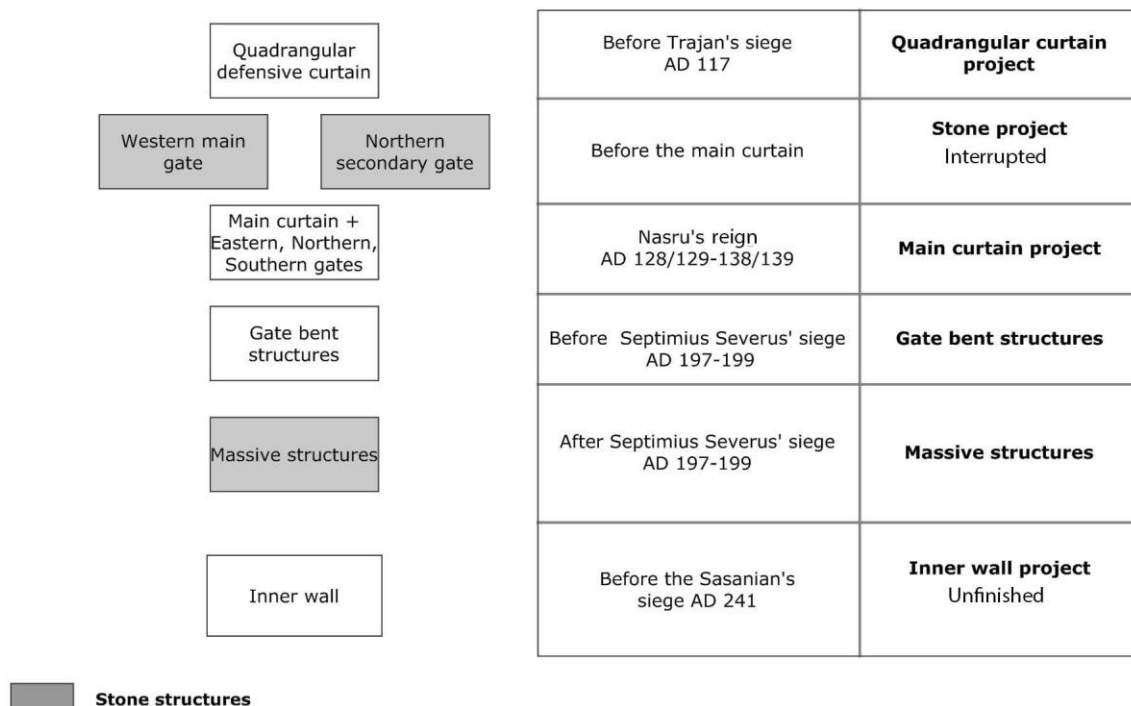 Quadrangular
defensive curtain
Before Trajan's siege
AD 117
Quadrangular curtain
project
Western main
gate
Northern
secondary gate
Before the main curtain
Stone project
Interrupted
Main curtain +
Eastern, Northern,
Southern gates
Nasru's reign
AD 128/129-138/139
Main curtain project
Gate bent
structures
Before Septimius Severus' siege
AD 197-199
Gate bent structures
Massive structures
After Septimius Severus' siege
AD 197-199
Massive structures
Inner wall
Before the Sasanian's
siege AD 241
Inner wall project
Unfinished
Stone structures